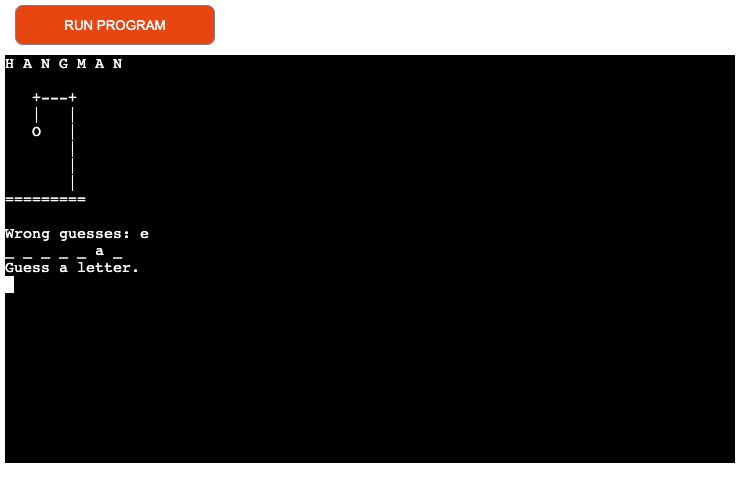 RUN PROGRAM
H A N G M A N
   +---+
   |   |
   O   |
       |
       |
       |
=========
Wrong guesses: e
_ _ _ _ _ a _
Guess a letter.